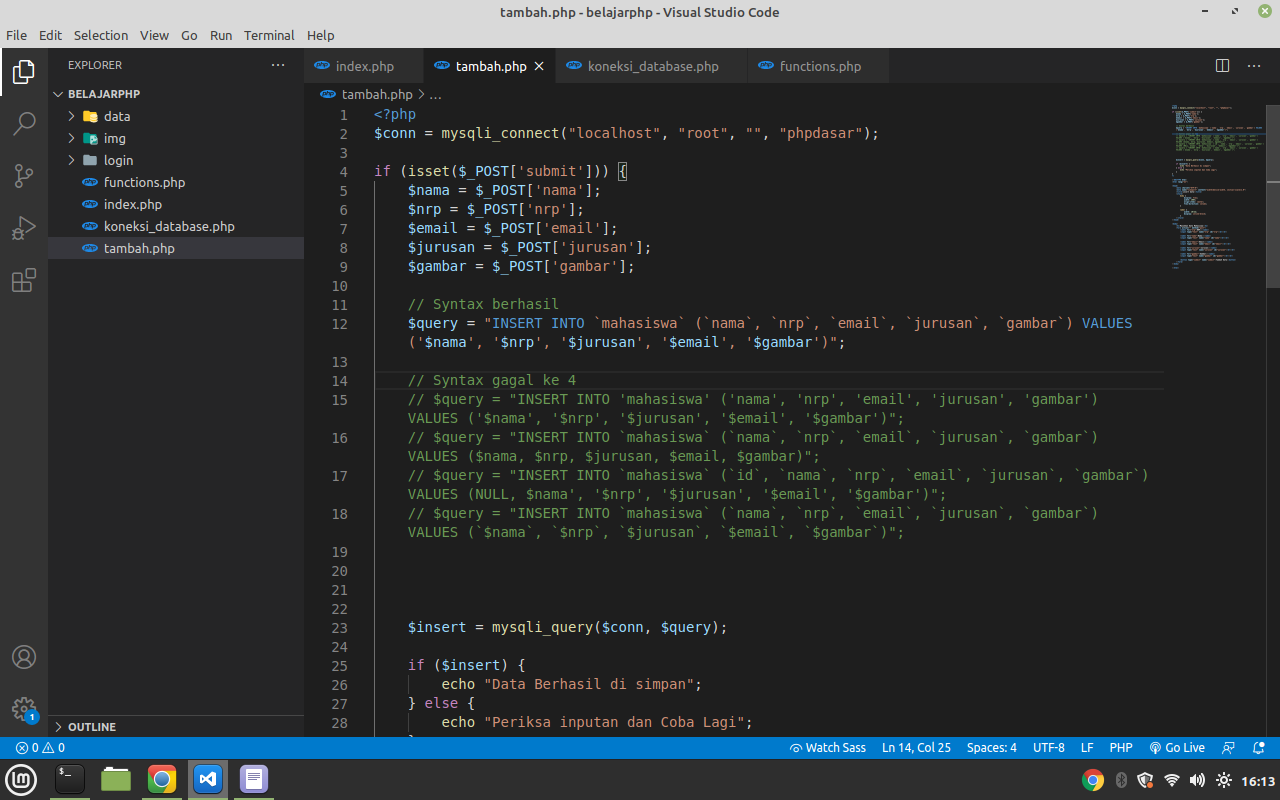 tambah.php - belajarphp - Visual Studio Code
File Edit Selection View Go Run Terminal Help
EXPLORER
index.php
tambah.php
koneksi_database.php
functions.php
BELAJARPHP
data
img
login
functions.php
index.php
koneksi_database.php
tambah.php
OUTLINE
tambah.php > ...
1 <?php
2 $conn = mysqli_connect("localhost", "root", "", "phpdasar");
3
4 if (isset($_POST['submit'])) {
5 $nama = $_POST['nama'];
6 $nrp = $_POST['nrp'];
7 $email = $_POST['email'];
8 $jurusan = $_POST['jurusan'];
9 $gambar = $_POST['gambar'];
10
11 // Syntax berhasil
12 $query = "INSERT INTO `mahasiswa` (`nama`, `nrp`, `email`, `jurusan`, `gambar`) VALUES
('$nama', '$nrp', '$jurusan', '$email', '$gambar')";
13
14 // Syntax gagal ke 4
15 // $query = "INSERT INTO 'mahasiswa' ('nama', 'nrp', 'email', 'jurusan', 'gambar')
VALUES ('$nama', '$nrp', '$jurusan', '$email', '$gambar')";
16 // $query = "INSERT INTO `mahasiswa` (`nama`, `nrp`, `email`, `jurusan`, `gambar`)
VALUES ($nama, $nrp, $jurusan, $email, $gambar)";
17 // $query = "INSERT INTO `mahasiswa` (`id`, `nama`, `nrp`, `email`, `jurusan`, `gambar`)
VALUES (NULL, $nama', '$nrp', '$jurusan', '$email', '$gambar')";
18 // $query = "INSERT INTO `mahasiswa` (`nama`, `nrp`, `email`, `jurusan`, `gambar`)
VALUES (`$nama`, `$nrp`, `$jurusan`, `$email`, `$gambar`)";
19
20
21
22
23 $insert = mysqli_query($conn, $query);
24
25 if ($insert) {
26 echo "Data Berhasil di simpan";
27 } else {
28 echo "Periksa inputan dan Coba Lagi";
1
0 0 Watch Sass Ln 14, Col 25 Spaces: 4 UTF-8 LF PHP Go Live
16:13